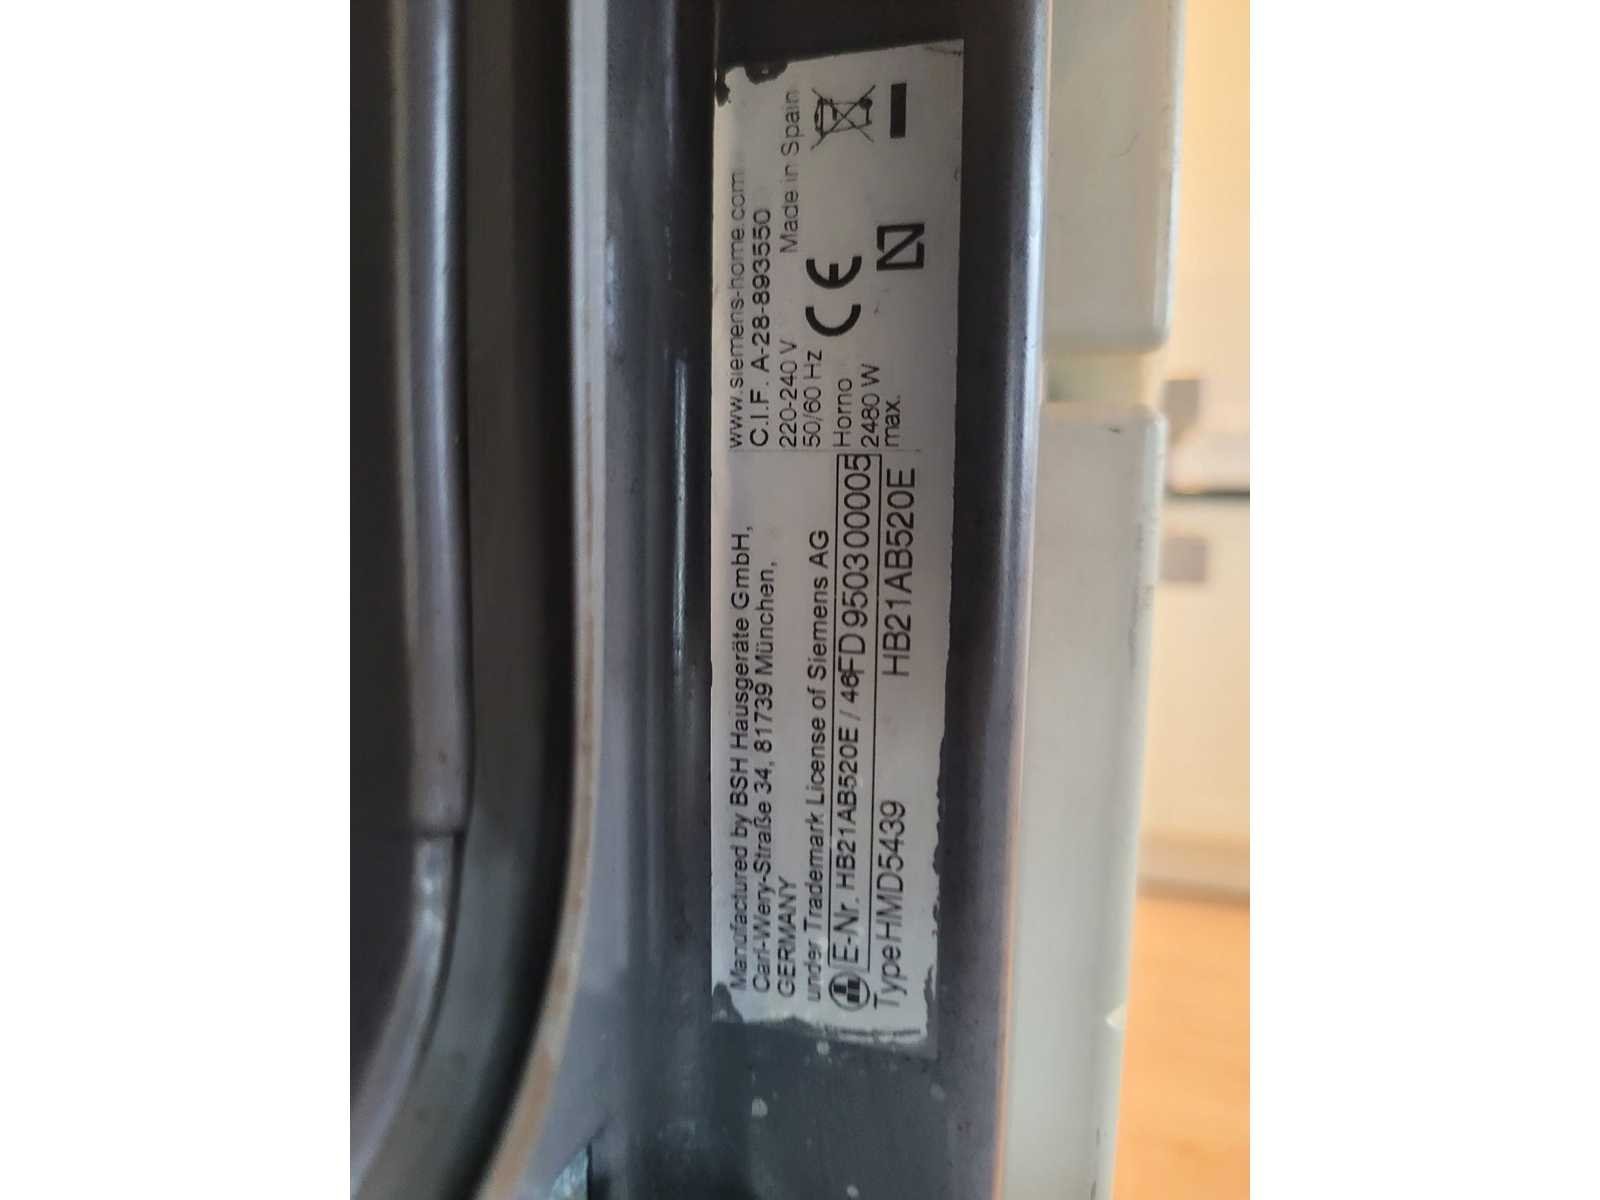 Manufactured by BSH Hausgeräte GmbH,
Carl-Wery-Straße 34, 81739 München,
GERMANY
under Trademark License of Siemens AG
E-Nr. HB21AB520E / 46 FD 9503 00005
Type HMD5439 HB21AB520E
www.siemens-home.com
C.I.F. A-28-893550
220-240 V Made in Spain
50/60 Hz
Horno CE
2480 W
max.